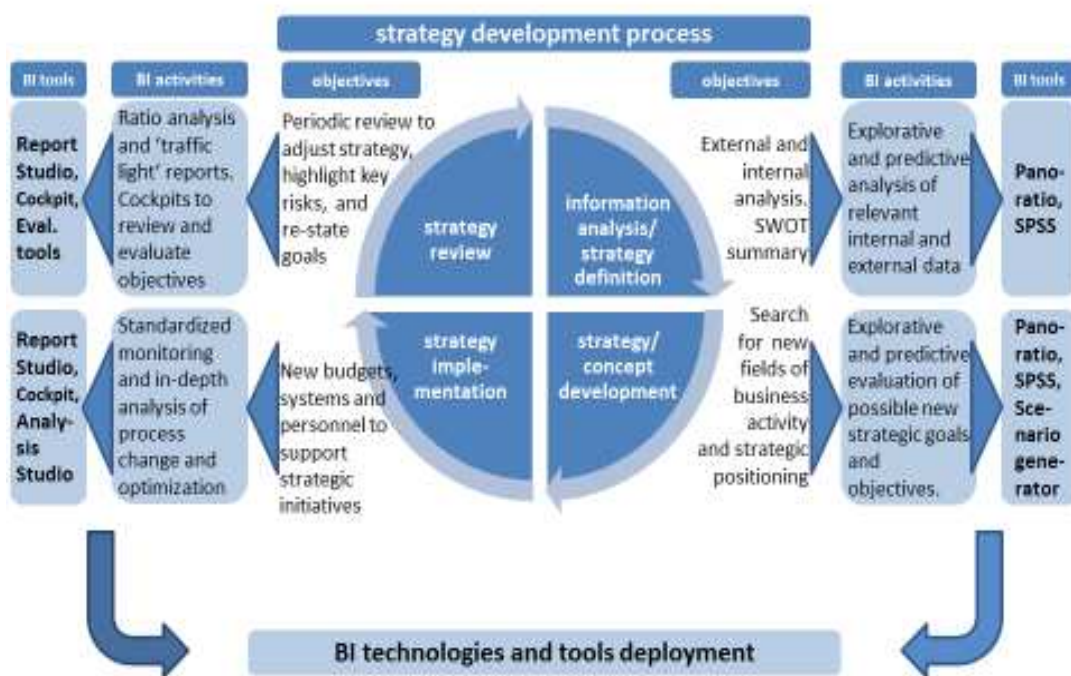 strategy development process
BI tools
BI activities
objectives
objectives
BI activities
BI tools
Report
Studio,
Cockpit,
Eval.
tools
Ratio analysis
and ‘traffic
light’ reports.
Cockpits to
review and
evaluate
objectives
Periodic review to
adjust strategy,
highlight key
risks, and
re-state
goals
strategy
review
information
analysis/
strategy
definition
External and
internal
analysis.
SWOT
summary
Explorative
and predictive
analysis of
relevant
internal and
external data
Pano-
ratio,
SPSS
Report
Studio,
Cockpit,
Analy-
sis
Studio
Standardized
monitoring
and in-depth
analysis of
process
change and
optimization
New budgets,
systems and
personnel to
support
strategic
initiatives
strategy
imple-
mentation
strategy/
concept
development
Search
for new
fields of
business
activity
and strategic
positioning
Explorative
and predictive
evaluation of
possible new
strategic goals
and
objectives.
Pano-
ratio,
SPSS,
Sce-
nario
gene-
rator
BI technologies and tools deployment